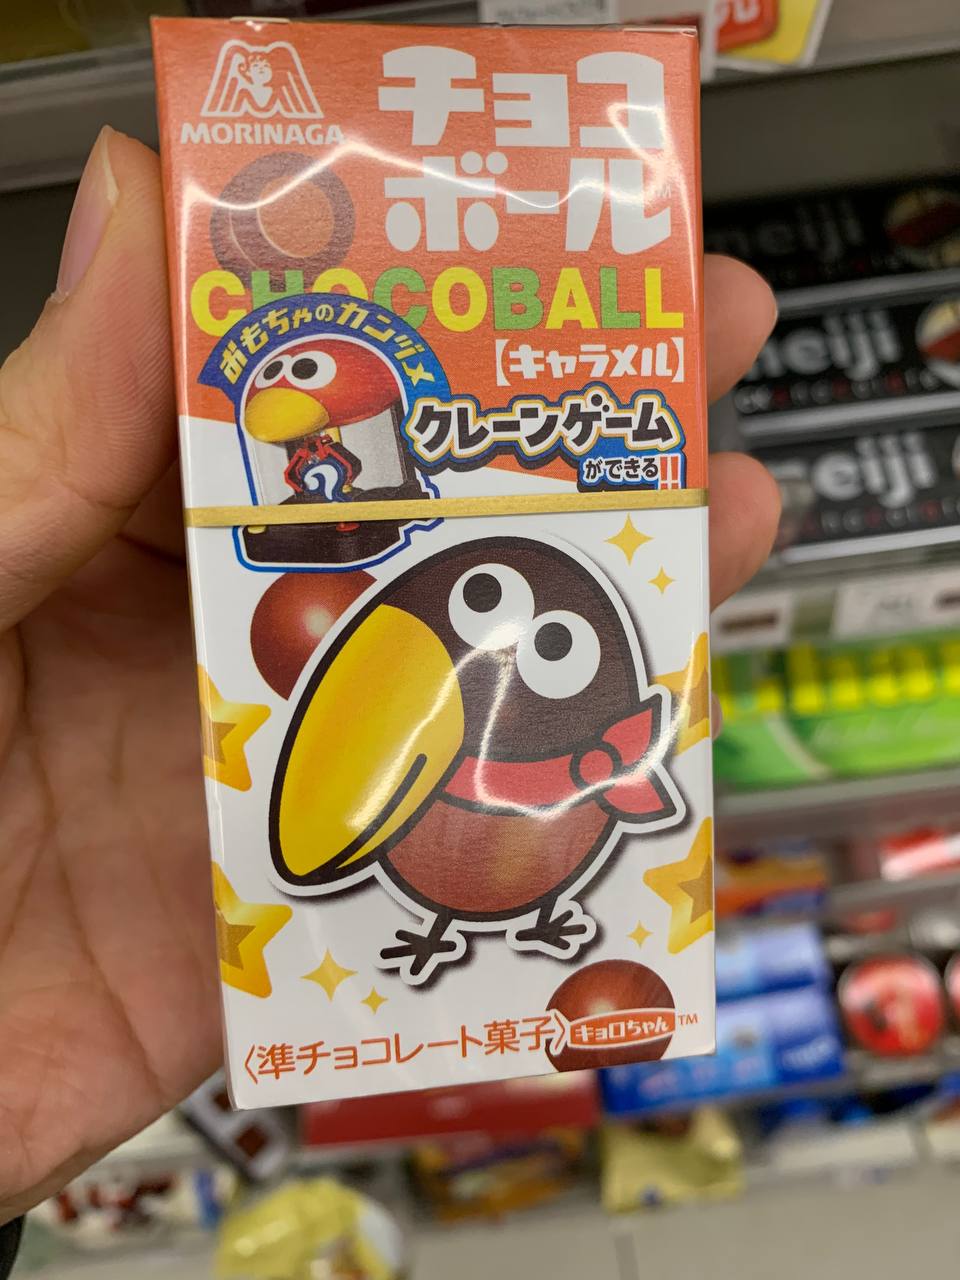 MORINAGA
チョコ
ボール
CHOCOBALL
【キャラメル】
おもちゃのカンヅメ
クレーンゲーム
ができる!!
〈準チョコレート菓子〉
キョロちゃん™
meiji
meiji
meiji